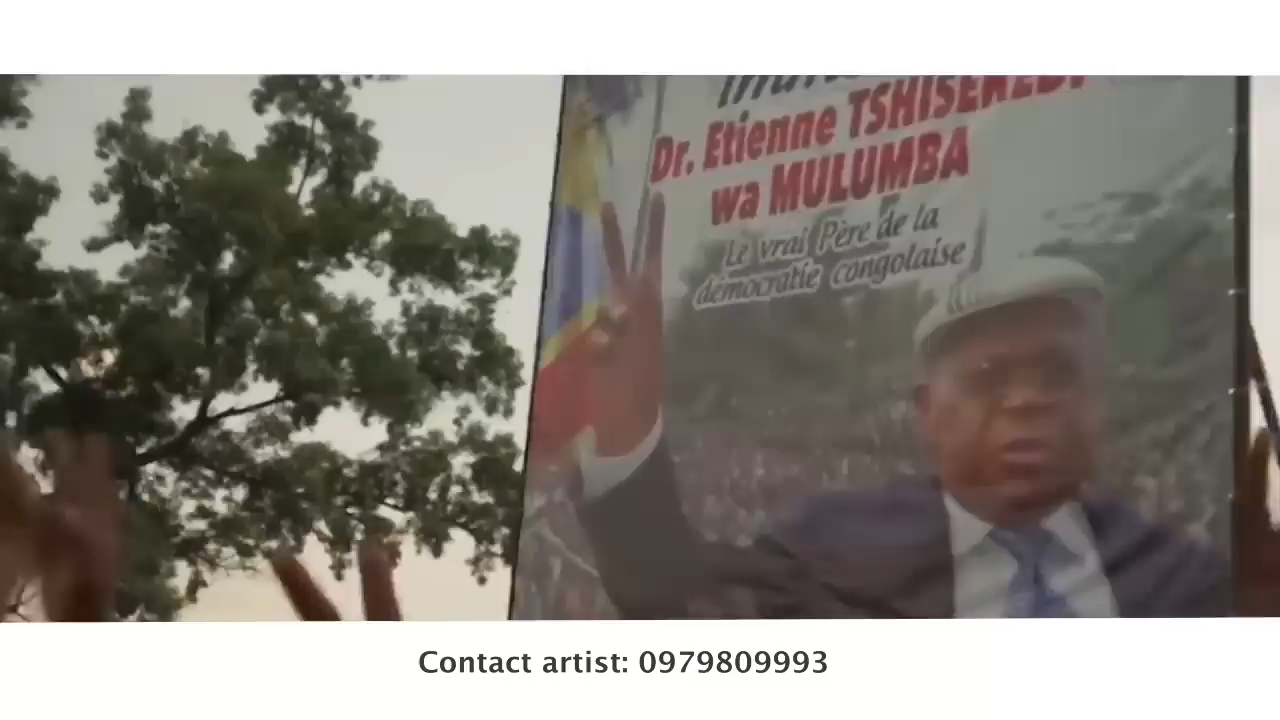 Dr. Etienne TSHISEKEDI
wa MULUMBA
Le vrai Père de la
démocratie congolaise
Contact artist: 0979809993